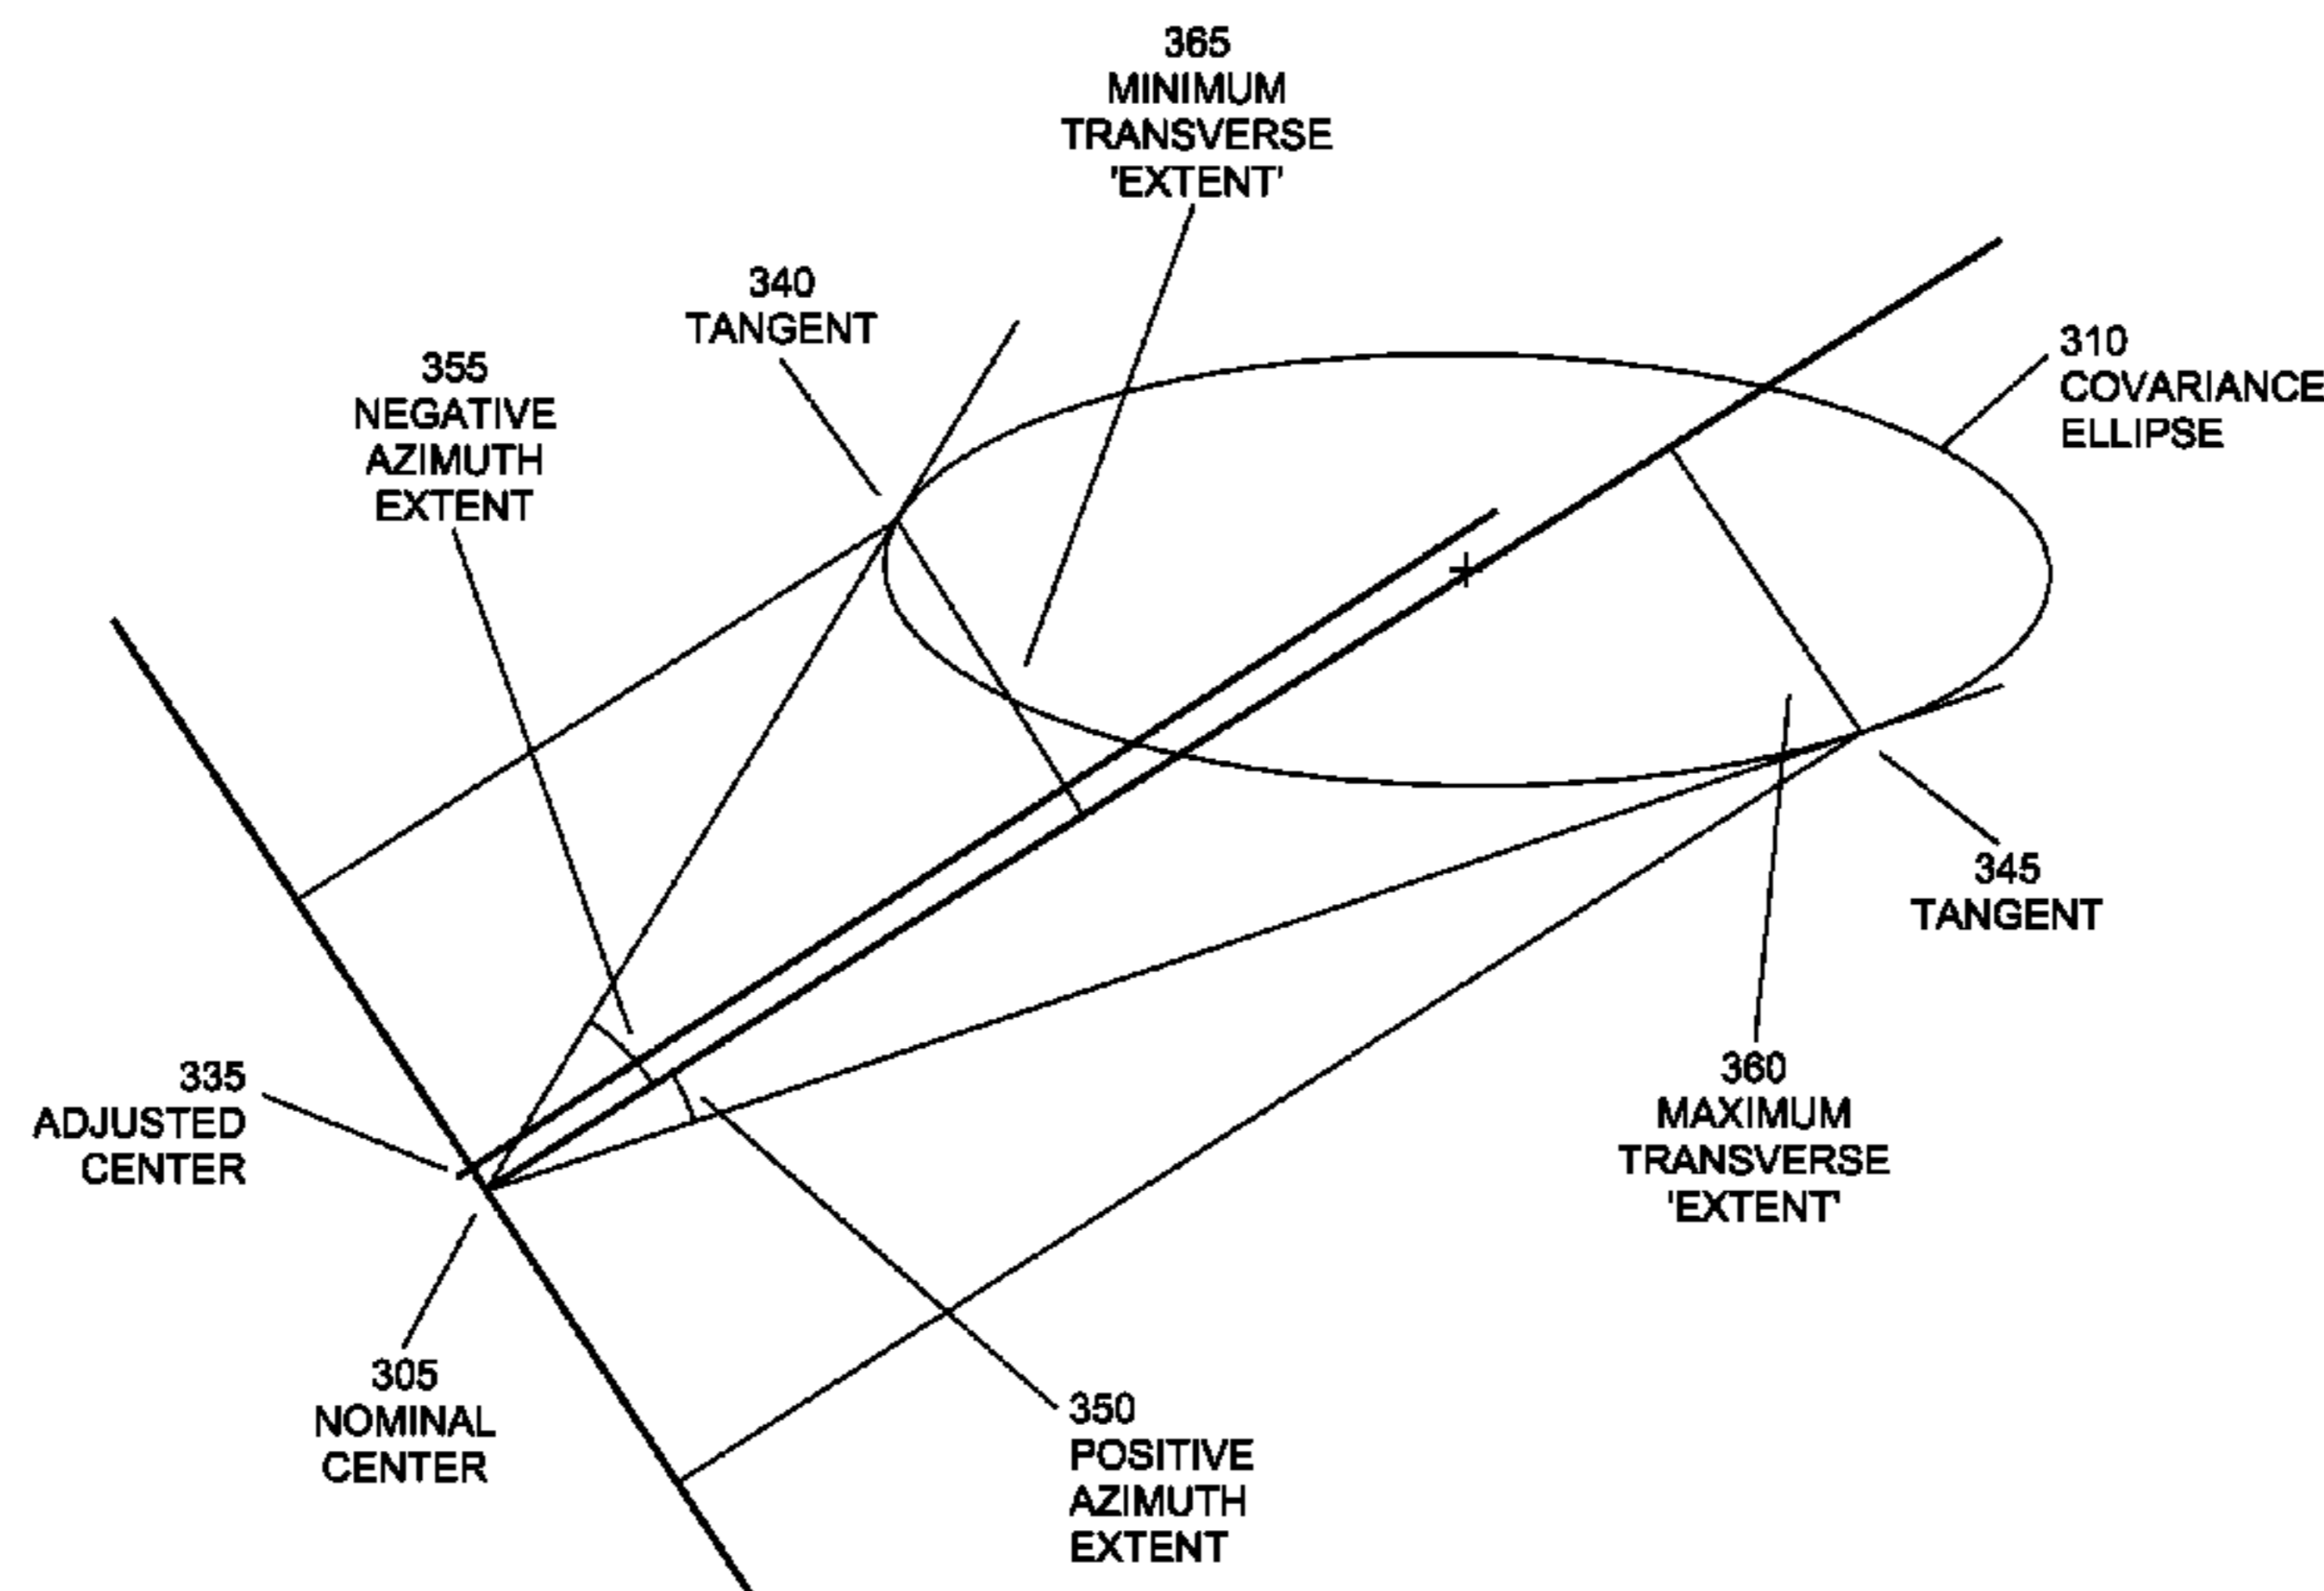 365
MINIMUM
TRANSVERSE
'EXTENT'
340
TANGENT
355
NEGATIVE
AZIMUTH
EXTENT
310
COVARIANCE
ELLIPSE
345
TANGENT
335
ADJUSTED
CENTER
360
MAXIMUM
TRANSVERSE
'EXTENT'
305
NOMINAL
CENTER
350
POSITIVE
AZIMUTH
EXTENT